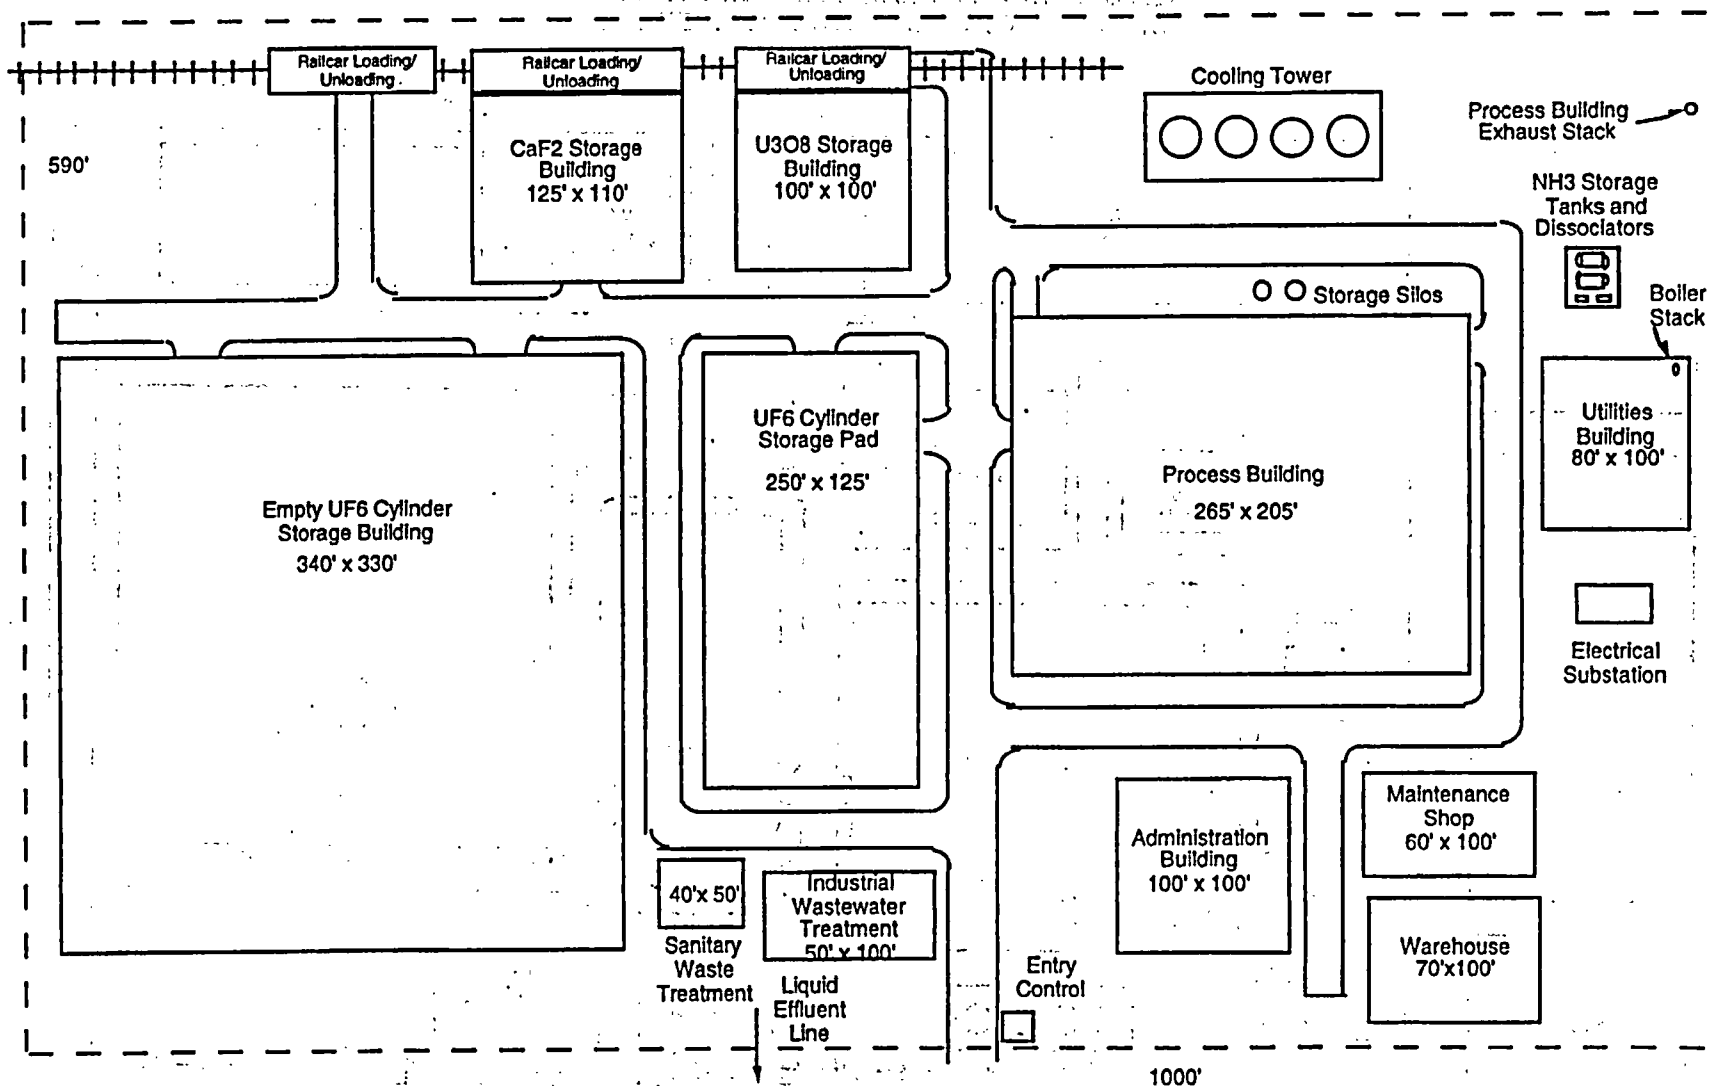 Railcar Loading/
Unloading
Railcar Loading/
Unloading
Railcar Loading/
Unloading
Cooling Tower
Process Building
Exhaust Stack
590'
CaF2 Storage
Building
125' x 110'
U3O8 Storage
Building
100' x 100'
NH3 Storage
Tanks and
Dissociators
Storage Silos
Boiler
Stack
UF6 Cylinder
Storage Pad
250' x 125'
Utilities
Building
80' x 100'
Process Building
265' x 205'
Empty UF6 Cylinder
Storage Building
340' x 330'
Electrical
Substation
Maintenance
Shop
60' x 100'
Administration
Building
100' x 100'
40'x 50'
Sanitary
Waste
Treatment
Industrial
Wastewater
Treatment
50' x 100'
Liquid
Effluent
Line
Entry
Control
Warehouse
70'x100'
1000'